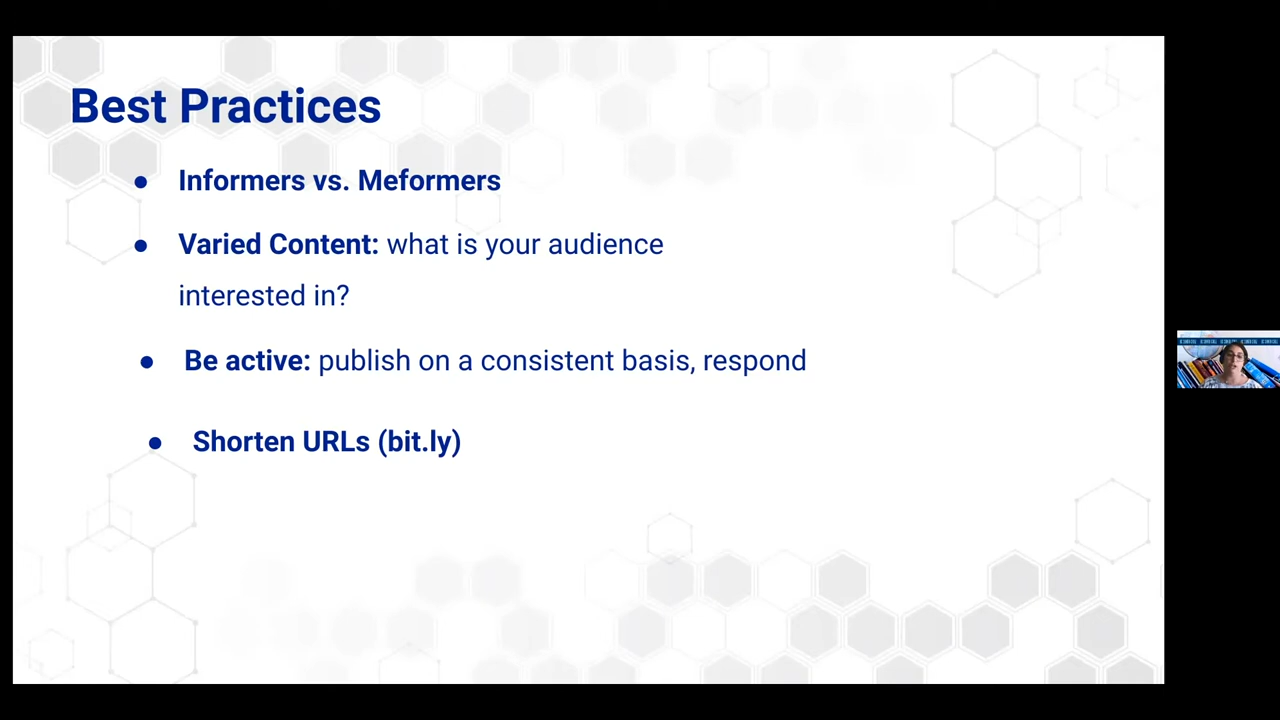 Best Practices
● Informers vs. Meformers
● Varied Content: what is your audience
interested in?
● Be active: publish on a consistent basis, respond
● Shorten URLs (bit.ly)